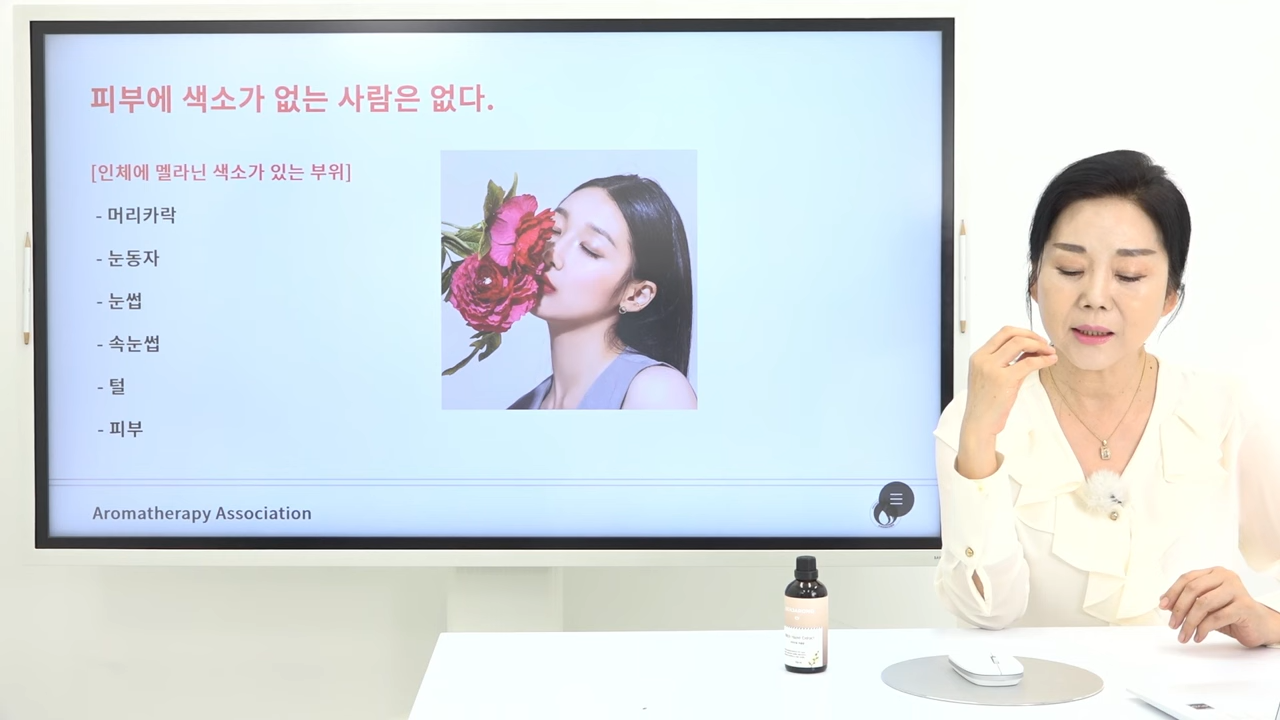 피부에 색소가 없는 사람은 없다.
[인체에 멜라닌 색소가 있는 부위]
- 머리카락
- 눈동자
- 눈썹
- 속눈썹
- 털
- 피부
Aromatherapy Association